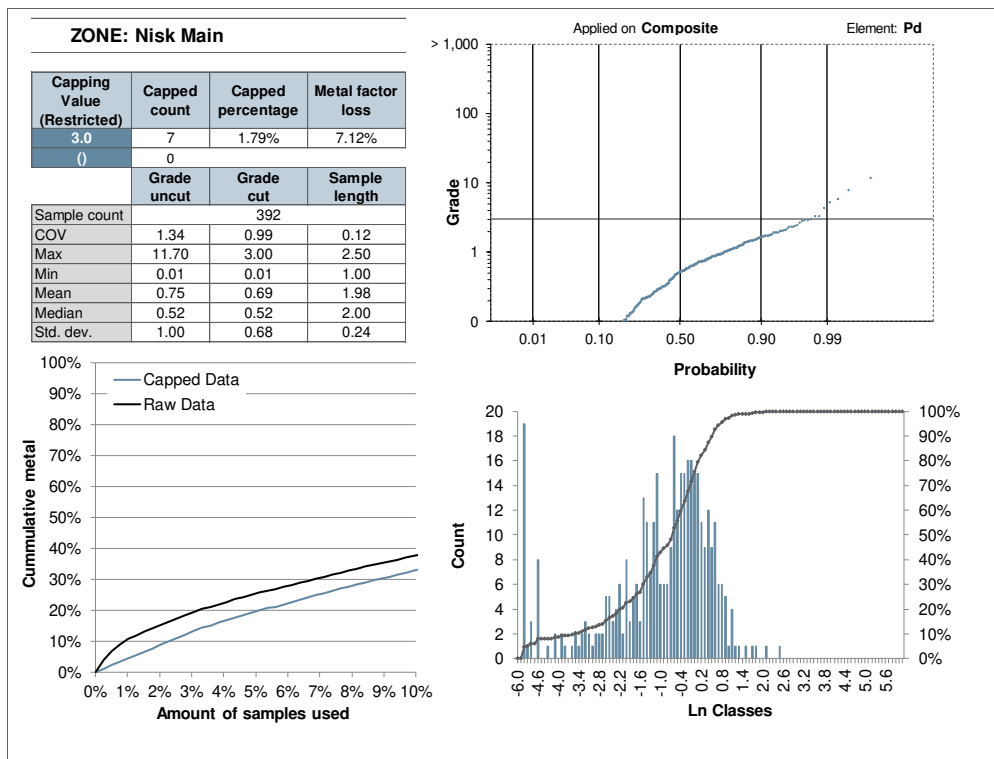 ZONE: Nisk Main
Capping Value (Restricted) Capped count Capped percentage Metal factor loss
3.0 7 1.79% 7.12%
() 0
Grade uncut Grade cut Sample length
Sample count 392
COV 1.34 0.99 0.12
Max 11.70 3.00 2.50
Min 0.01 0.01 1.00
Mean 0.75 0.69 1.98
Median 0.52 0.52 2.00
Std. dev. 1.00 0.68 0.24
Applied on Composite Element: Pd
> 1,000
100
10
1
0
Grade
0.01 0.10 0.50 0.90 0.99
Probability
100%
90%
80%
70%
60%
50%
40%
30%
20%
10%
0%
Cummulative metal
Capped Data
Raw Data
0% 1% 2% 3% 4% 5% 6% 7% 8% 9% 10%
Amount of samples used
20
18
16
14
12
10
8
6
4
2
0
Count
100%
90%
80%
70%
60%
50%
40%
30%
20%
10%
0%
-6.0 -4.6 -4.0 -3.4 -2.8 -2.2 -1.6 -1.0 -0.4 0.2 0.8 1.4 2.0 2.6 3.2 3.8 4.4 5.0 5.6
Ln Classes